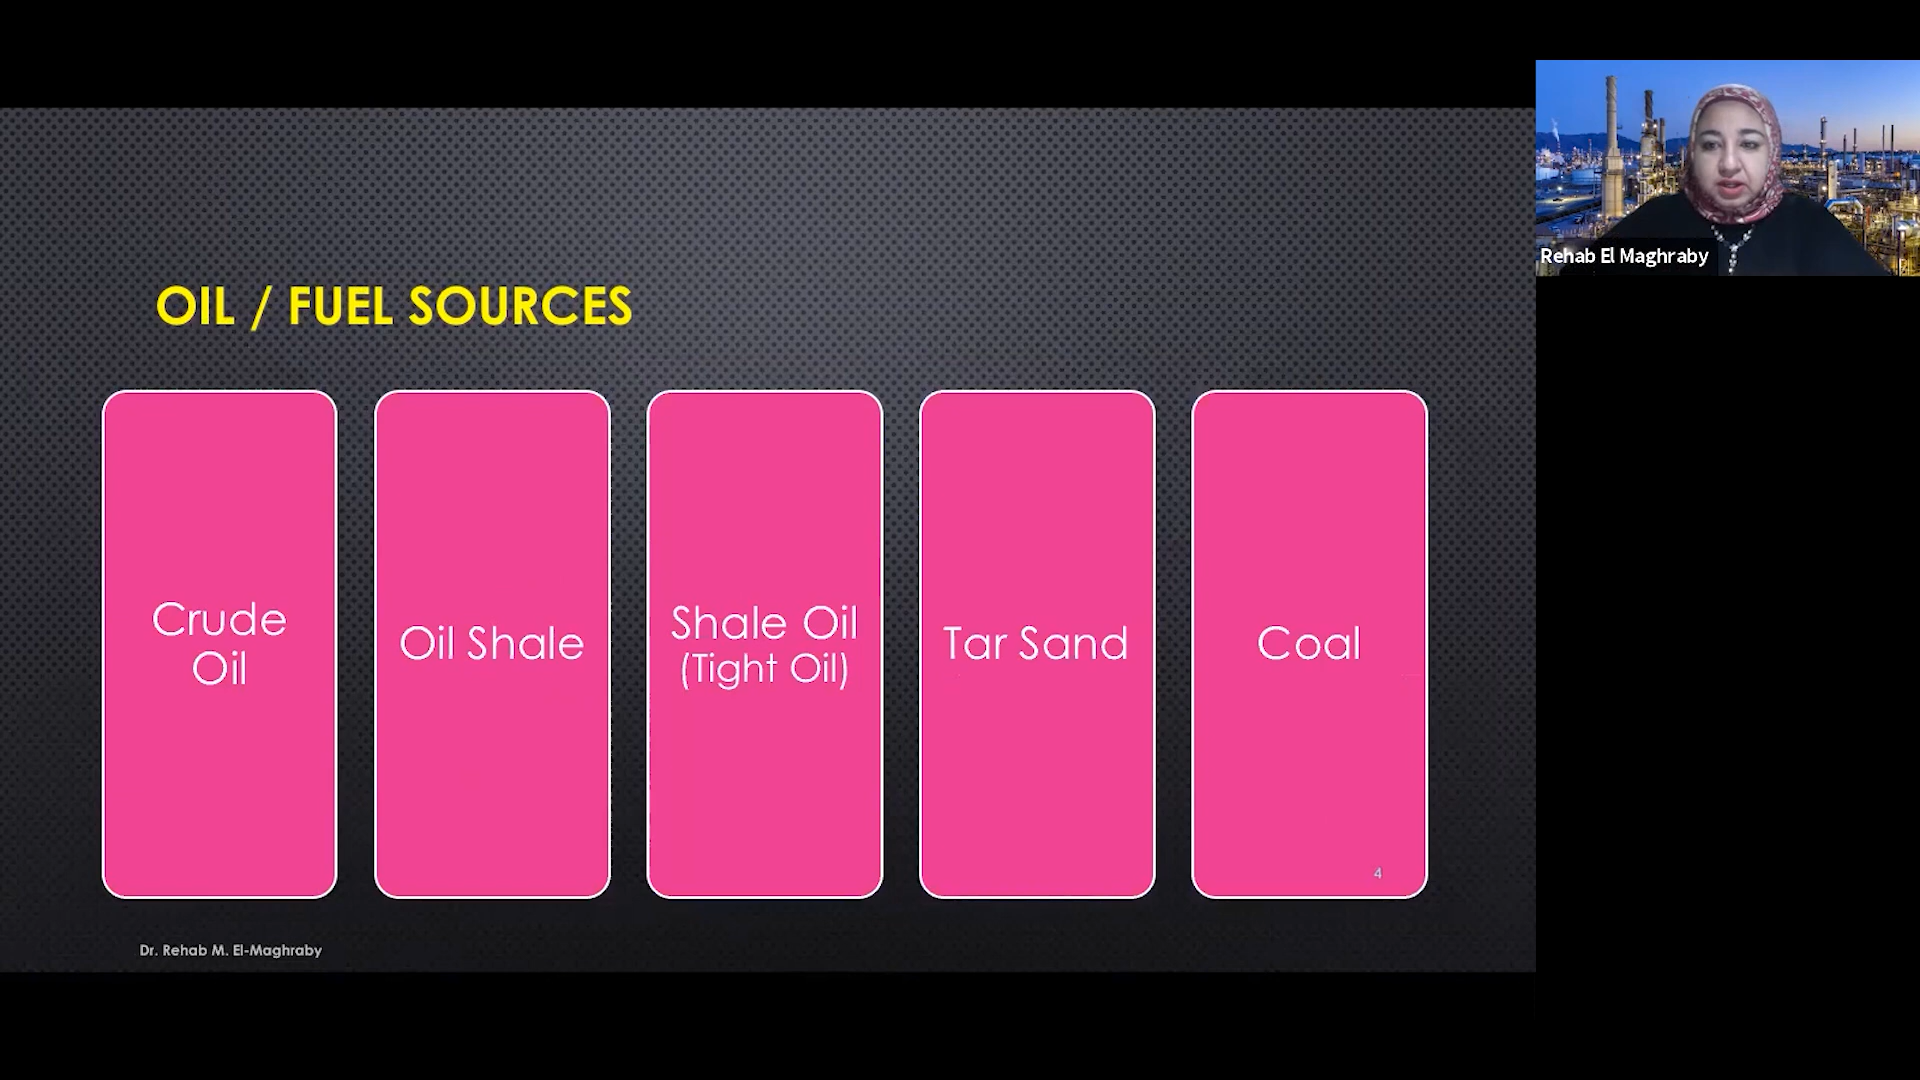 Rehab El Maghraby
OIL / FUEL SOURCES
Crude
Oil
Oil Shale
Shale Oil
(Tight Oil)
Tar Sand
Coal
4
Dr. Rehab M. El-Maghraby